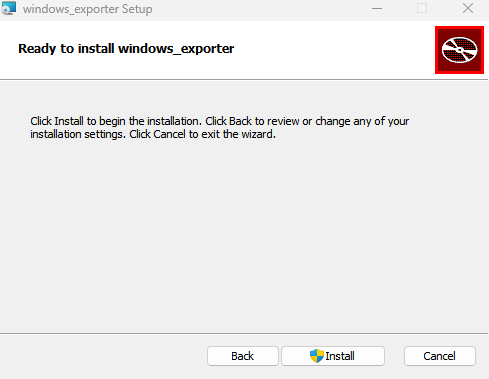 windows_exporter Setup
Ready to install windows_exporter
Click Install to begin the installation. Click Back to review or change any of your
installation settings. Click Cancel to exit the wizard.
Back
Install
Cancel